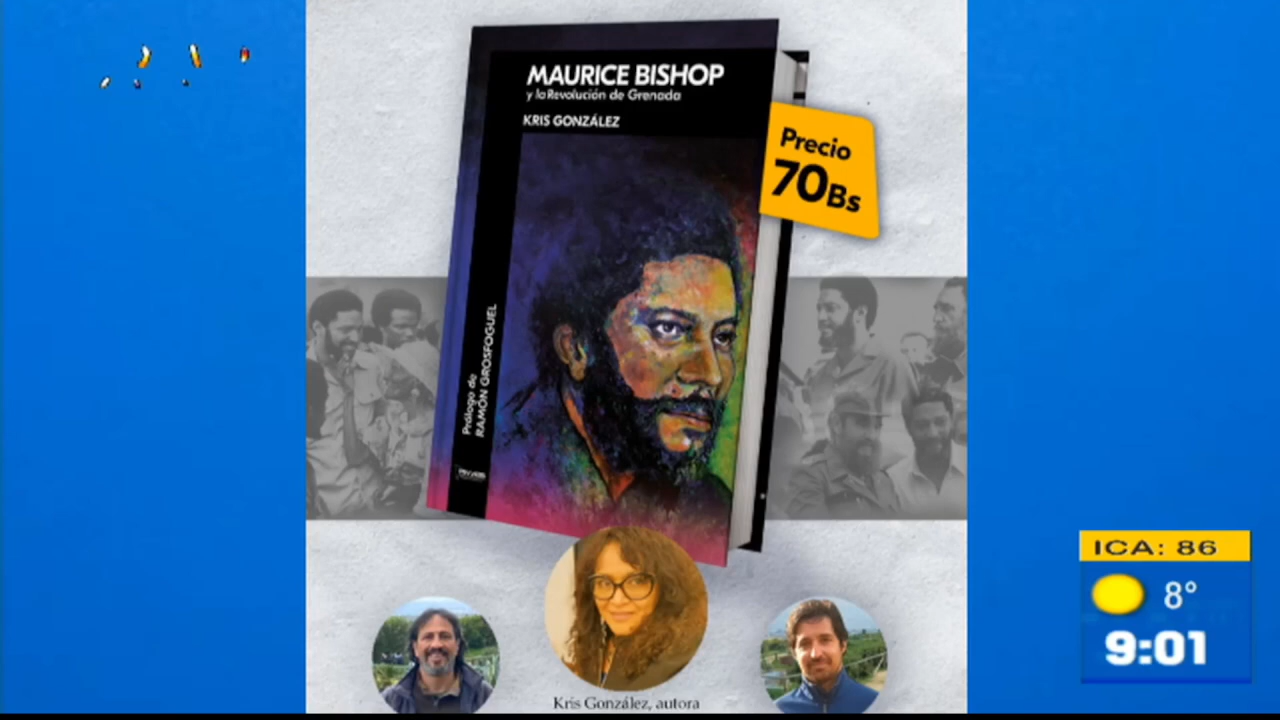 MAURICE BISHOP
y la Revolución de Grenada
KRIS GONZÁLEZ
Precio
70Bs
Prólogo de
RAMÓN GROSFOGUEL
ICA: 86
8°
9:01
Kris González, autora